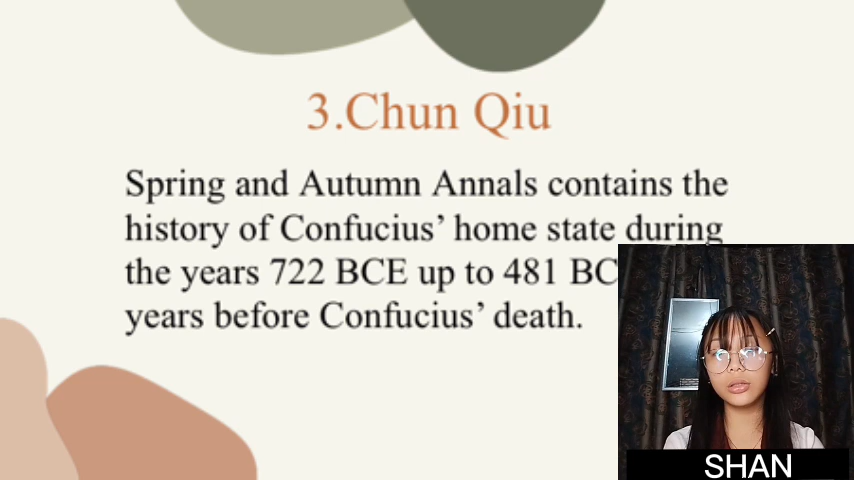 3.Chun Qiu
Spring and Autumn Annals contains the
history of Confucius’ home state during
the years 722 BCE up to 481 BC
years before Confucius’ death.
SHAN